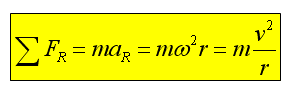 ∑ F_R = ma_R = mω²r = m v²/r